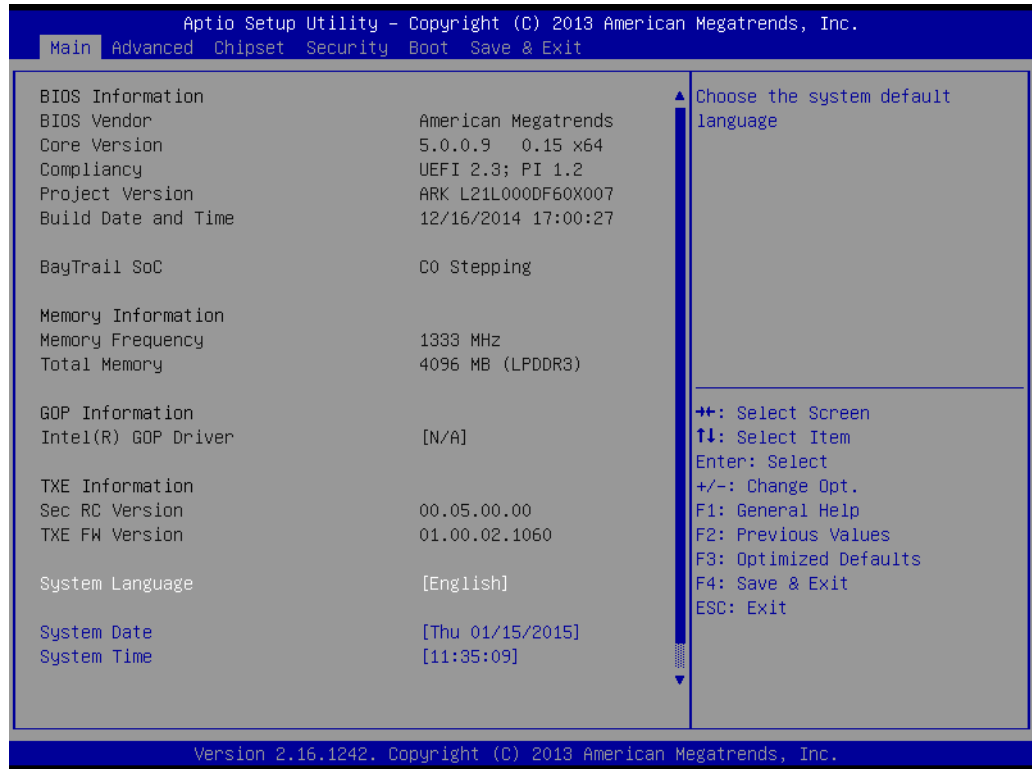 Aptio Setup Utility – Copyright (C) 2013 American Megatrends, Inc.
Main Advanced Chipset Security Boot Save & Exit
BIOS Information
BIOS Vendor American Megatrends
Core Version 5.0.0.9 0.15 x64
Compliancy UEFI 2.3; PI 1.2
Project Version ARK L21L000DF60X007
Build Date and Time 12/16/2014 17:00:27
BayTrail SoC C0 Stepping
Memory Information
Memory Frequency 1333 MHz
Total Memory 4096 MB (LPDDR3)
GOP Information
Intel(R) GOP Driver [N/A]
TXE Information
Sec RC Version 00.05.00.00
TXE FW Version 01.00.02.1060
System Language [English]
System Date [Thu 01/15/2015]
System Time [11:35:09]
Choose the system default
language
→←: Select Screen
↑↓: Select Item
Enter: Select
+/-: Change Opt.
F1: General Help
F2: Previous Values
F3: Optimized Defaults
F4: Save & Exit
ESC: Exit
Version 2.16.1242. Copyright (C) 2013 American Megatrends, Inc.